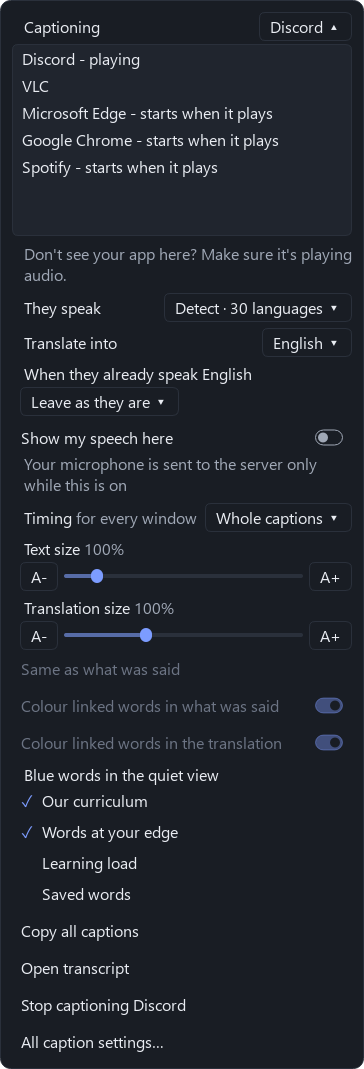 Captioning
Discord ▲
Discord - playing
VLC
Microsoft Edge - starts when it plays
Google Chrome - starts when it plays
Spotify - starts when it plays
Don't see your app here? Make sure it's playing
audio.
They speak
Detect · 30 languages ▼
Translate into
English ▼
When they already speak English
Leave as they are ▼
Show my speech here
Your microphone is sent to the server only
while this is on
Timing for every window
Whole captions ▼
Text size 100%
A-
A+
Translation size 100%
A-
A+
Same as what was said
Colour linked words in what was said
Colour linked words in the translation
Blue words in the quiet view
✓ Our curriculum
✓ Words at your edge
Learning load
Saved words
Copy all captions
Open transcript
Stop captioning Discord
All caption settings...